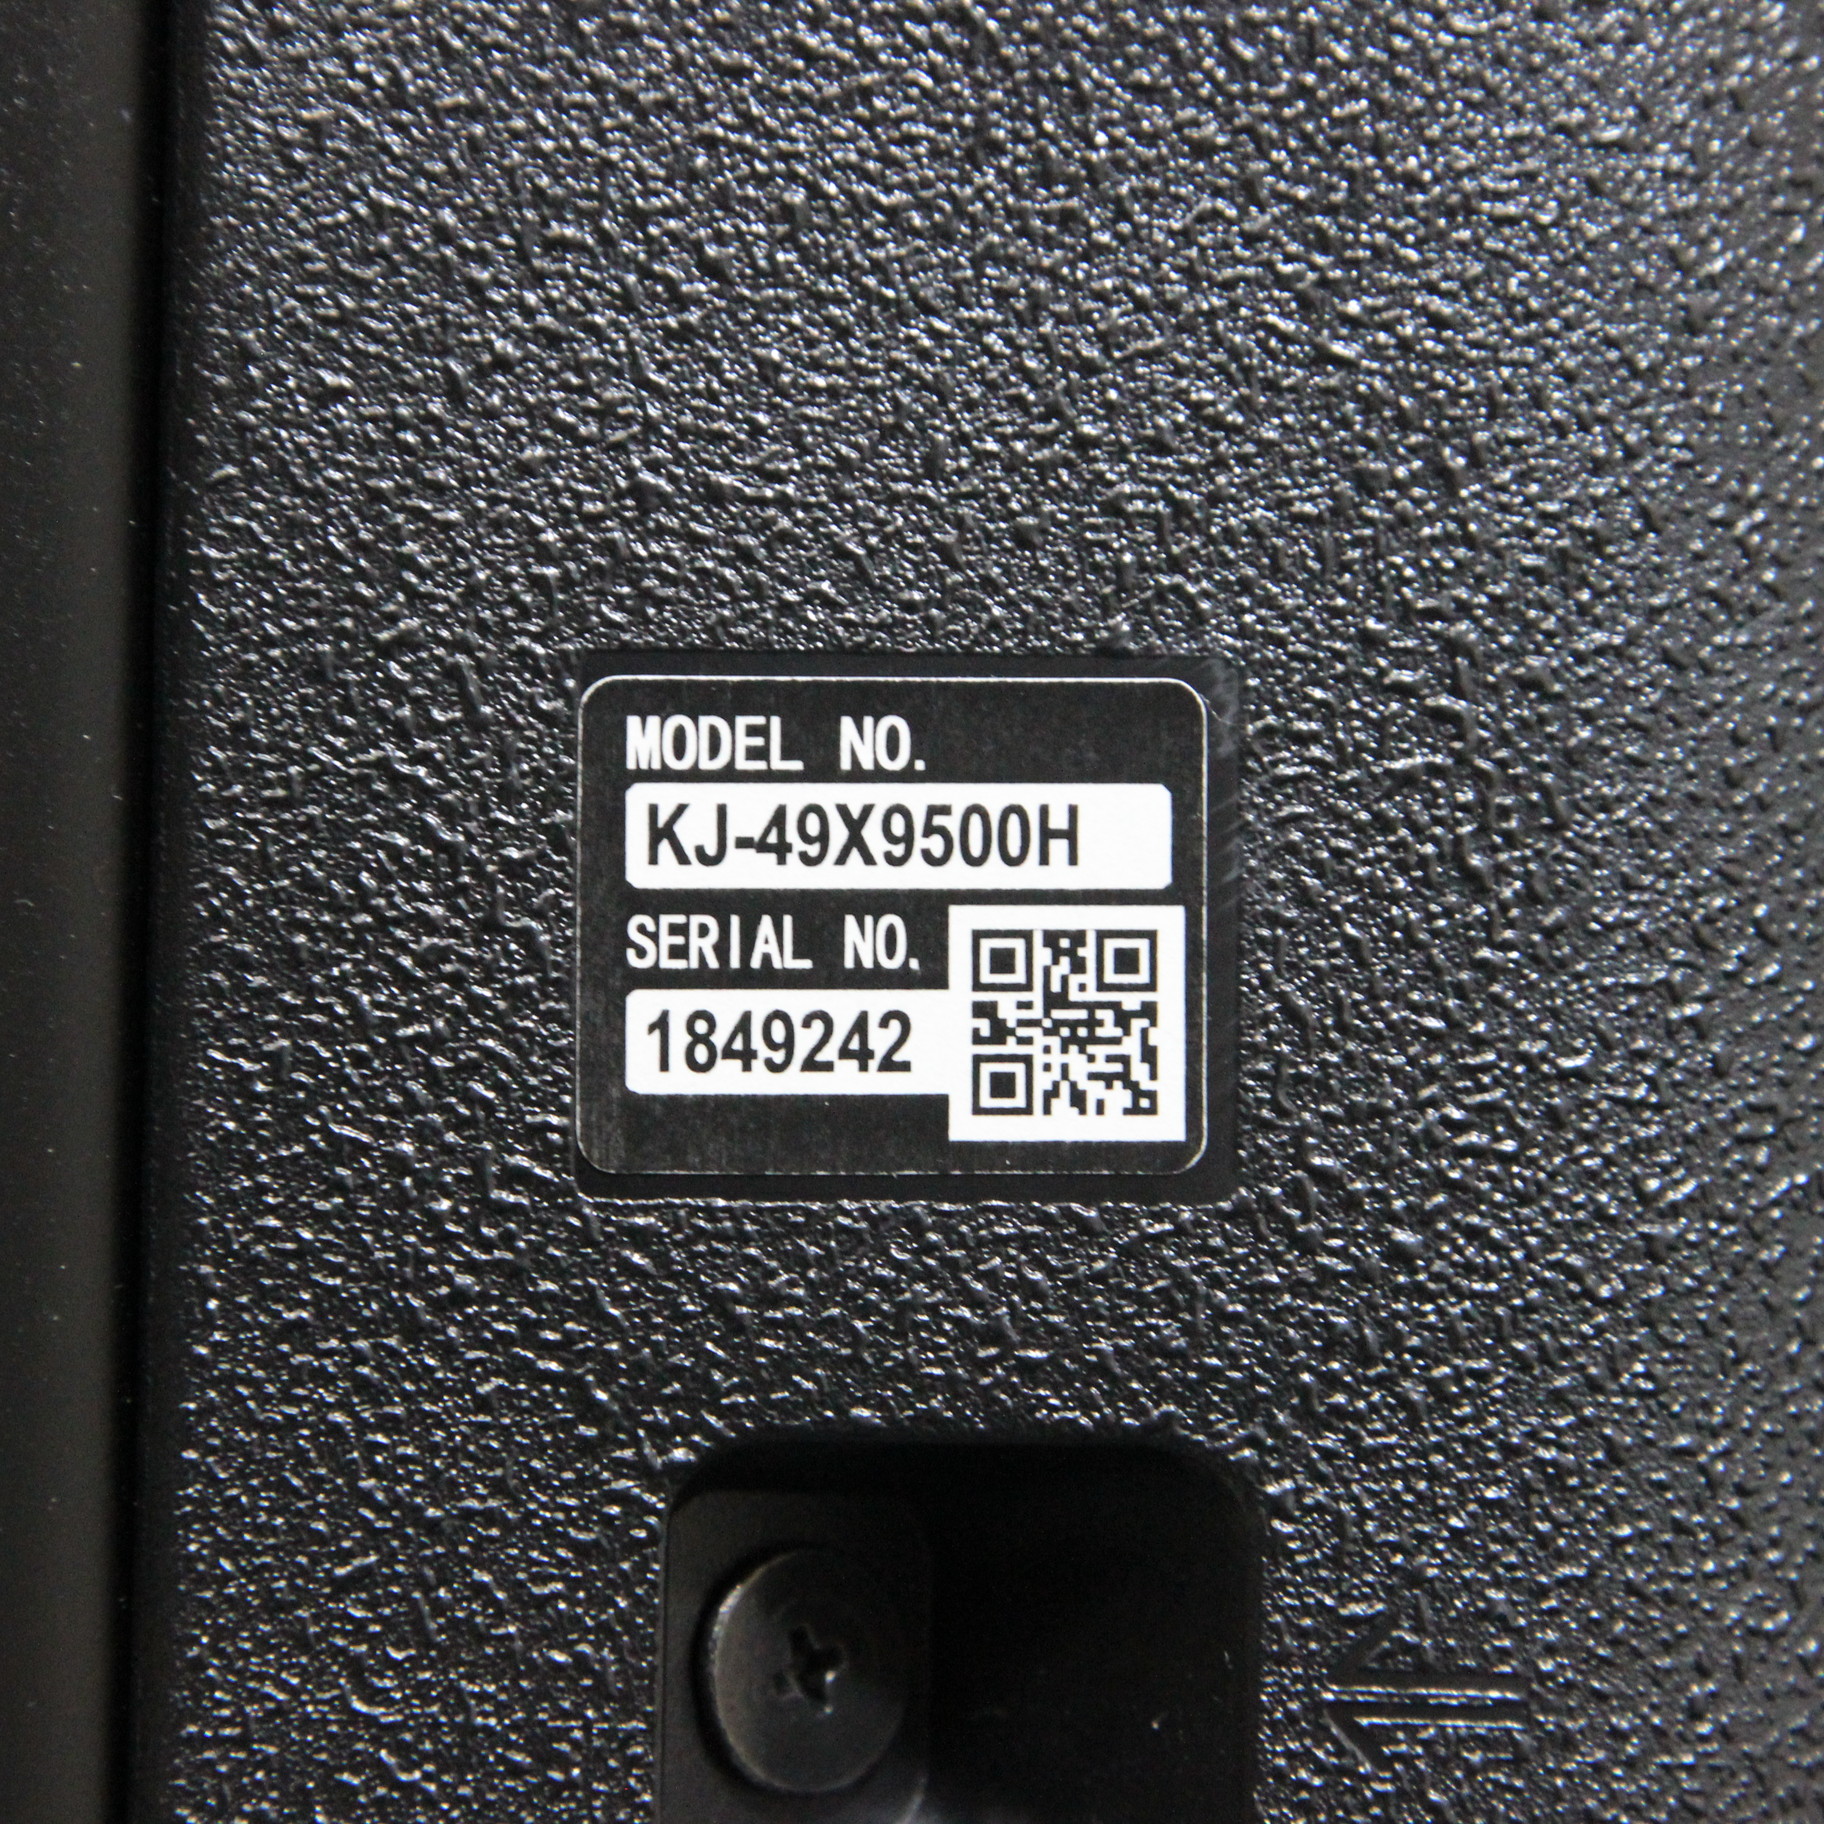 MODEL NO.
KJ-49X9500H
SERIAL NO.
1849242